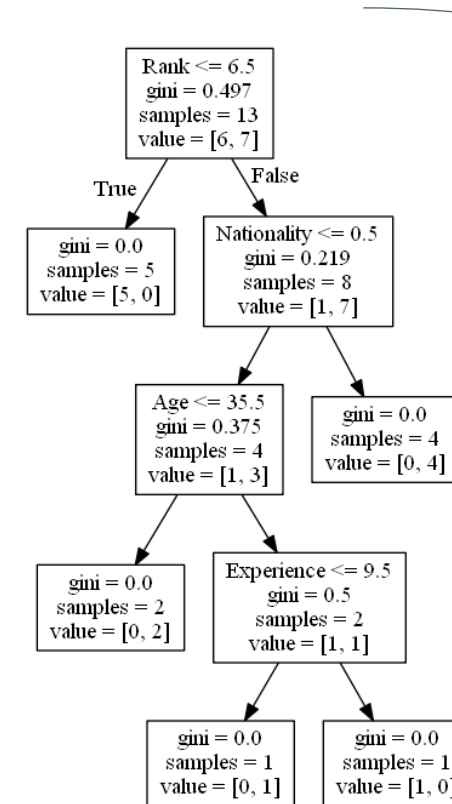 Rank <= 6.5
gini = 0.497
samples = 13
value = [6, 7]
True
False
gini = 0.0
samples = 5
value = [5, 0]
Nationality <= 0.5
gini = 0.219
samples = 8
value = [1, 7]
Age <= 35.5
gini = 0.375
samples = 4
value = [1, 3]
gini = 0.0
samples = 4
value = [0, 4]
gini = 0.0
samples = 2
value = [0, 2]
Experience <= 9.5
gini = 0.5
samples = 2
value = [1, 1]
gini = 0.0
samples = 1
value = [0, 1]
gini = 0.0
samples = 1
value = [1, 0]